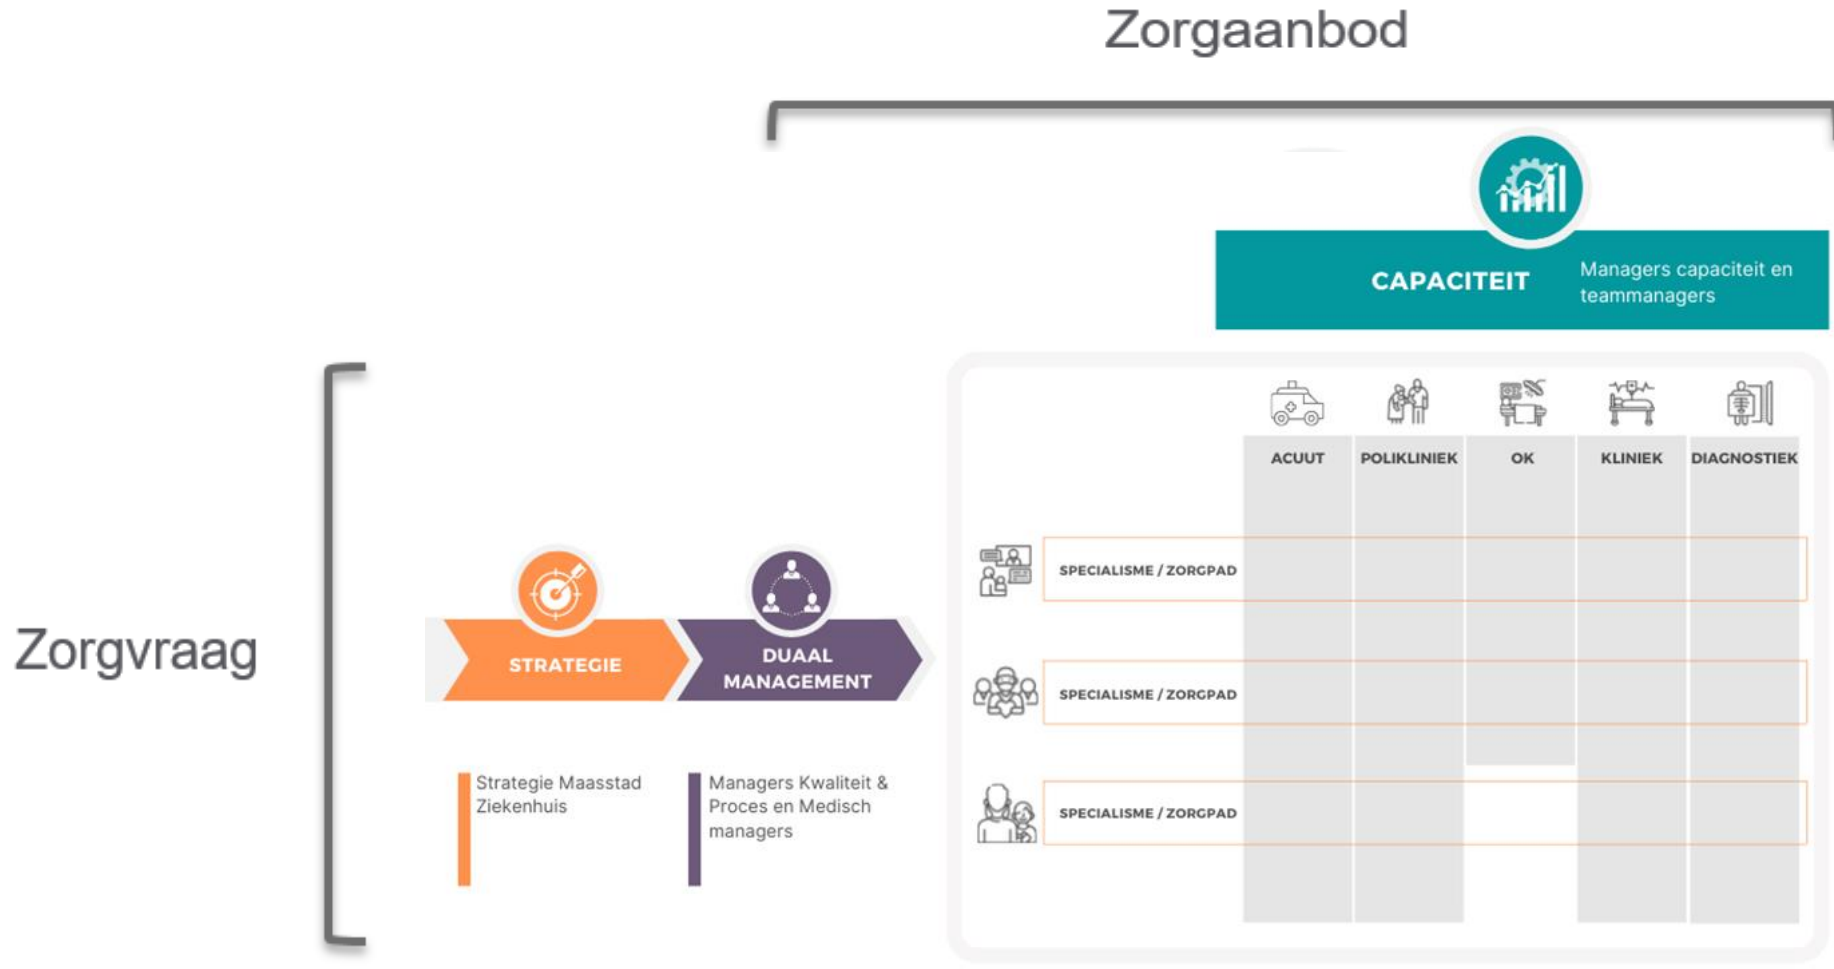 Zorgaanbod
CAPACITEIT
Managers capaciteit en
teammanagers
ACUUT
POLIKLINIEK
OK
KLINIEK
DIAGNOSTIEK
SPECIALISME / ZORGPAD
Zorgvraag
STRATEGIE
DUAAL
MANAGEMENT
SPECIALISME / ZORGPAD
Strategie Maasstad
Ziekenhuis
Managers Kwaliteit &
Proces en Medisch
managers
SPECIALISME / ZORGPAD